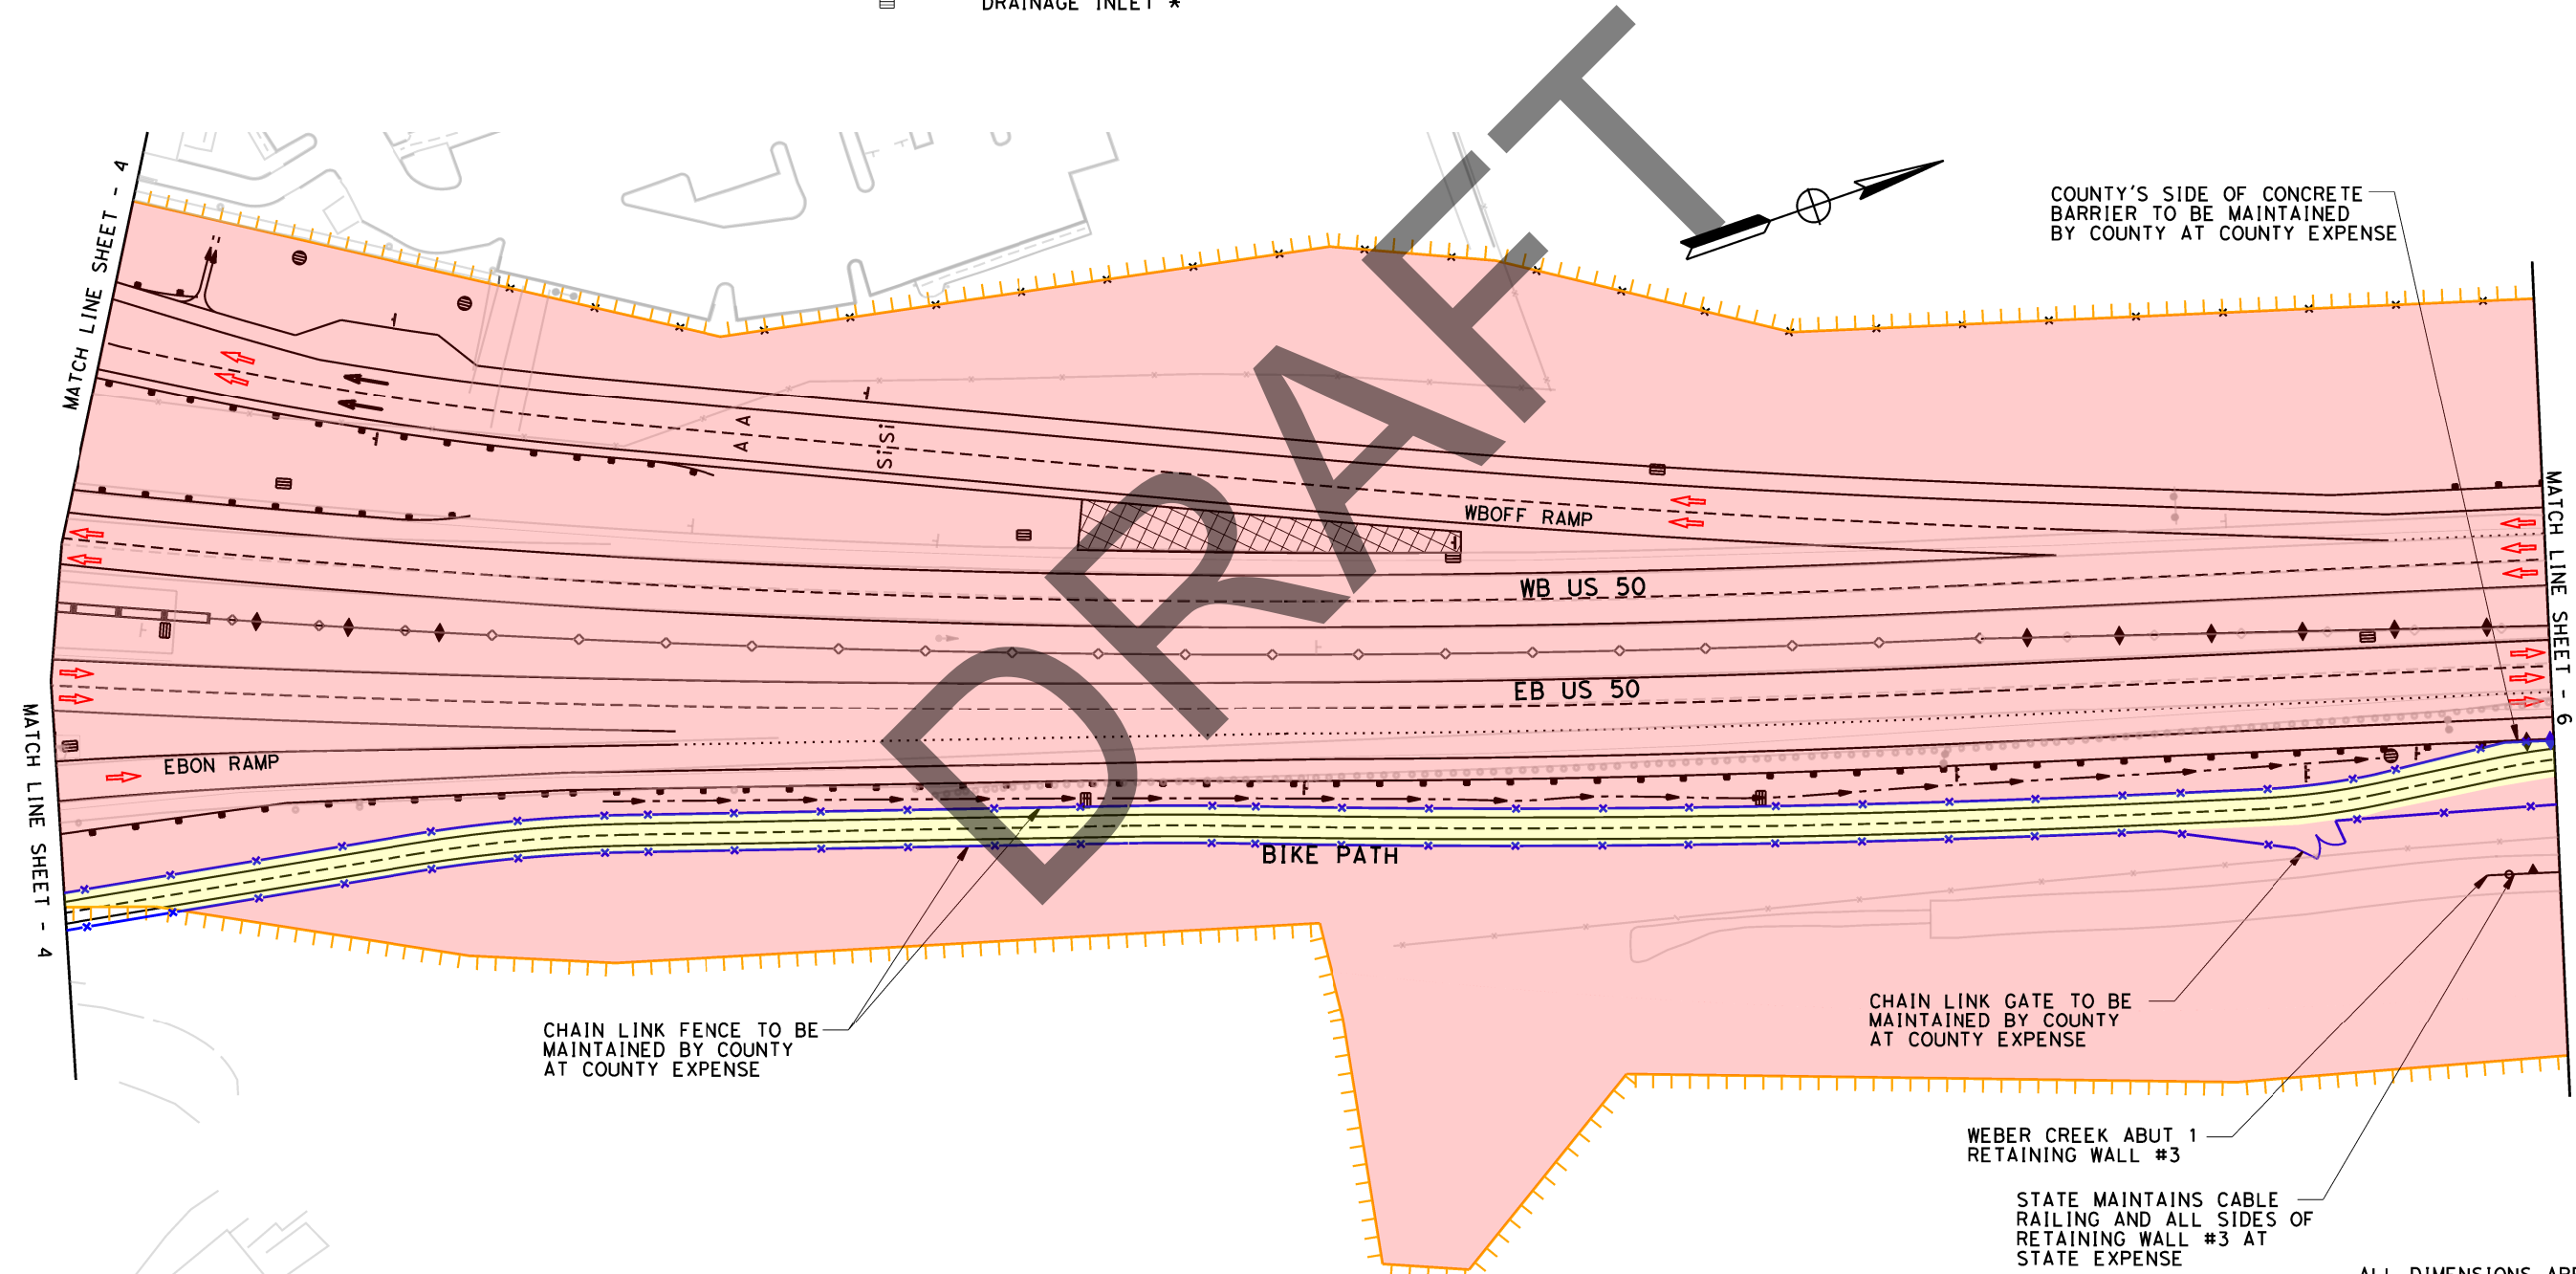 DRAINAGE INLET *
DRAFT
MATCH LINE SHEET - 4
COUNTY'S SIDE OF CONCRETE
BARRIER TO BE MAINTAINED
BY COUNTY AT COUNTY EXPENSE
A A
Si Si
WBOFF RAMP
WB US 50
MATCH LINE SHEET - 6
EB US 50
EBON RAMP
MATCH LINE SHEET - 4
BIKE PATH
CHAIN LINK FENCE TO BE
MAINTAINED BY COUNTY
AT COUNTY EXPENSE
CHAIN LINK GATE TO BE
MAINTAINED BY COUNTY
AT COUNTY EXPENSE
WEBER CREEK ABUT 1
RETAINING WALL #3
STATE MAINTAINS CABLE
RAILING AND ALL SIDES OF
RETAINING WALL #3 AT
STATE EXPENSE
ALL DIMENSIONS